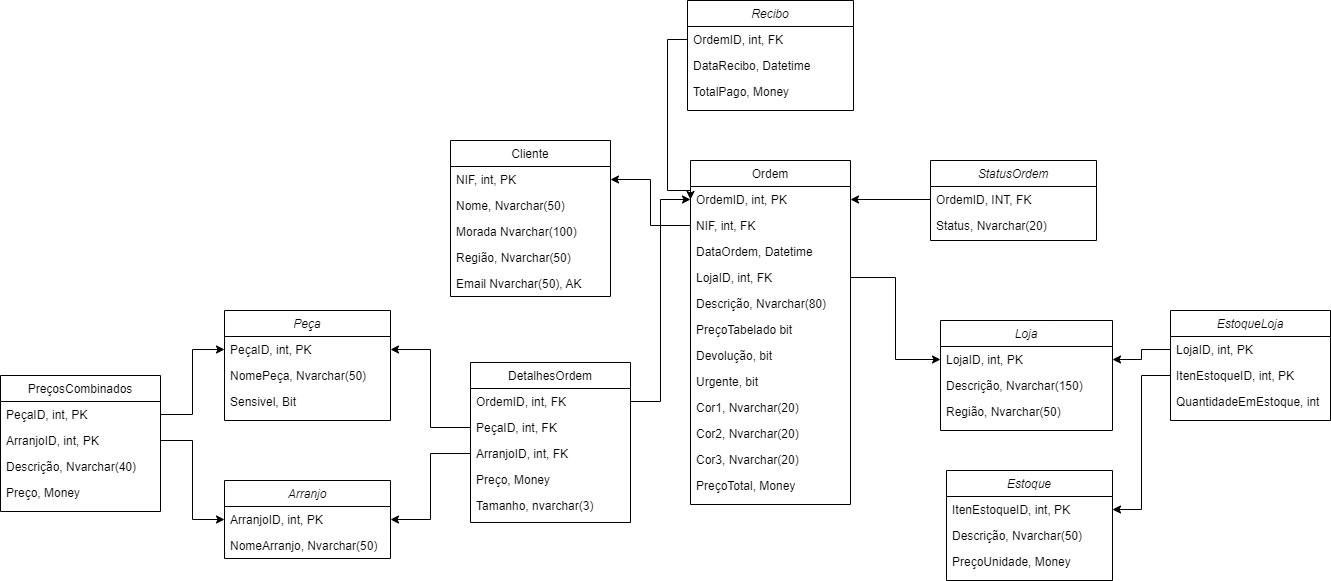 Recibo
OrdemID, int, FK
DataRecibo, Datetime
TotalPago, Money
Cliente
NIF, int, PK
Nome, Nvarchar(50)
Morada Nvarchar(100)
Região, Nvarchar(50)
Email Nvarchar(50), AK
Ordem
OrdemID, int, PK
NIF, int, FK
DataOrdem, Datetime
LojaID, int, FK
Descrição, Nvarchar(80)
PreçoTabelado bit
Devolução, bit
Urgente, bit
Cor1, Nvarchar(20)
Cor2, Nvarchar(20)
Cor3, Nvarchar(20)
PreçoTotal, Money
StatusOrdem
OrdemID, INT, FK
Status, Nvarchar(20)
Peça
PeçaID, int, PK
NomePeça, Nvarchar(50)
Sensivel, Bit
PreçosCombinados
PeçaID, int, PK
ArranjoID, int, PK
Descrição, Nvarchar(40)
Preço, Money
DetalhesOrdem
OrdemID, int, FK
PeçaID, int, FK
ArranjoID, int, FK
Preço, Money
Tamanho, nvarchar(3)
Arranjo
ArranjoID, int, PK
NomeArranjo, Nvarchar(50)
Loja
LojaID, int, PK
Descrição, Nvarchar(150)
Região, Nvarchar(50)
EstoqueLoja
LojaID, int, PK
ItenEstoqueID, int, PK
QuantidadeEmEstoque, int
Estoque
ItenEstoqueID, int, PK
Descrição, Nvarchar(50)
PreçoUnidade, Money